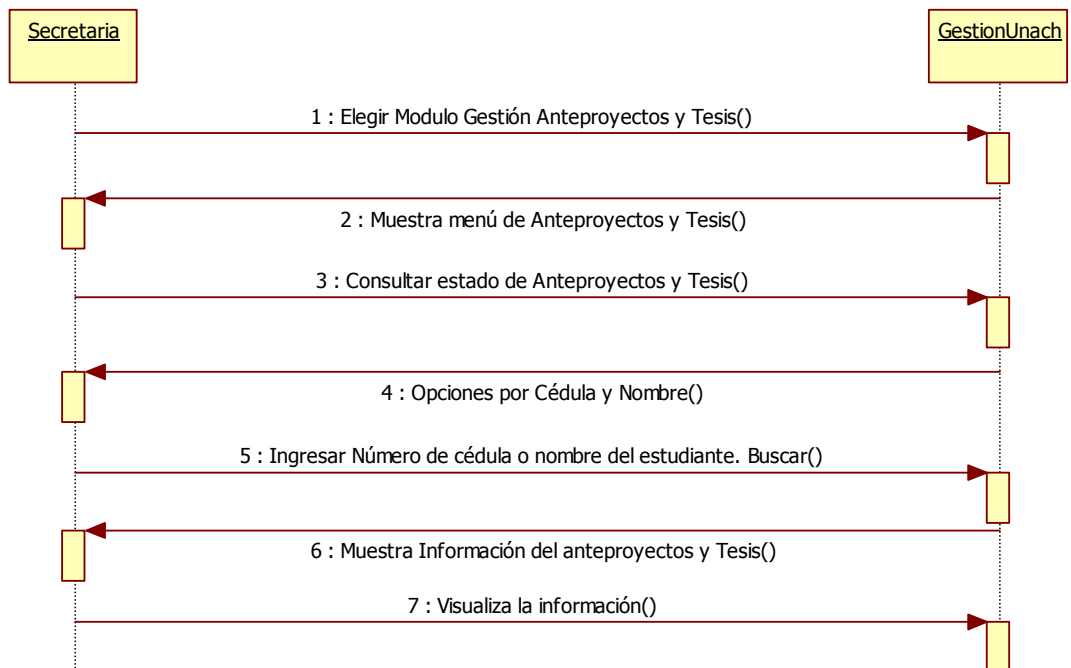 Secretaria
GestionUnach
1 : Elegir Modulo Gestión Anteproyectos y Tesis()
2 : Muestra menú de Anteproyectos y Tesis()
3 : Consultar estado de Anteproyectos y Tesis()
4 : Opciones por Cédula y Nombre()
5 : Ingresar Número de cédula o nombre del estudiante. Buscar()
6 : Muestra Información del anteproyectos y Tesis()
7 : Visualiza la información()